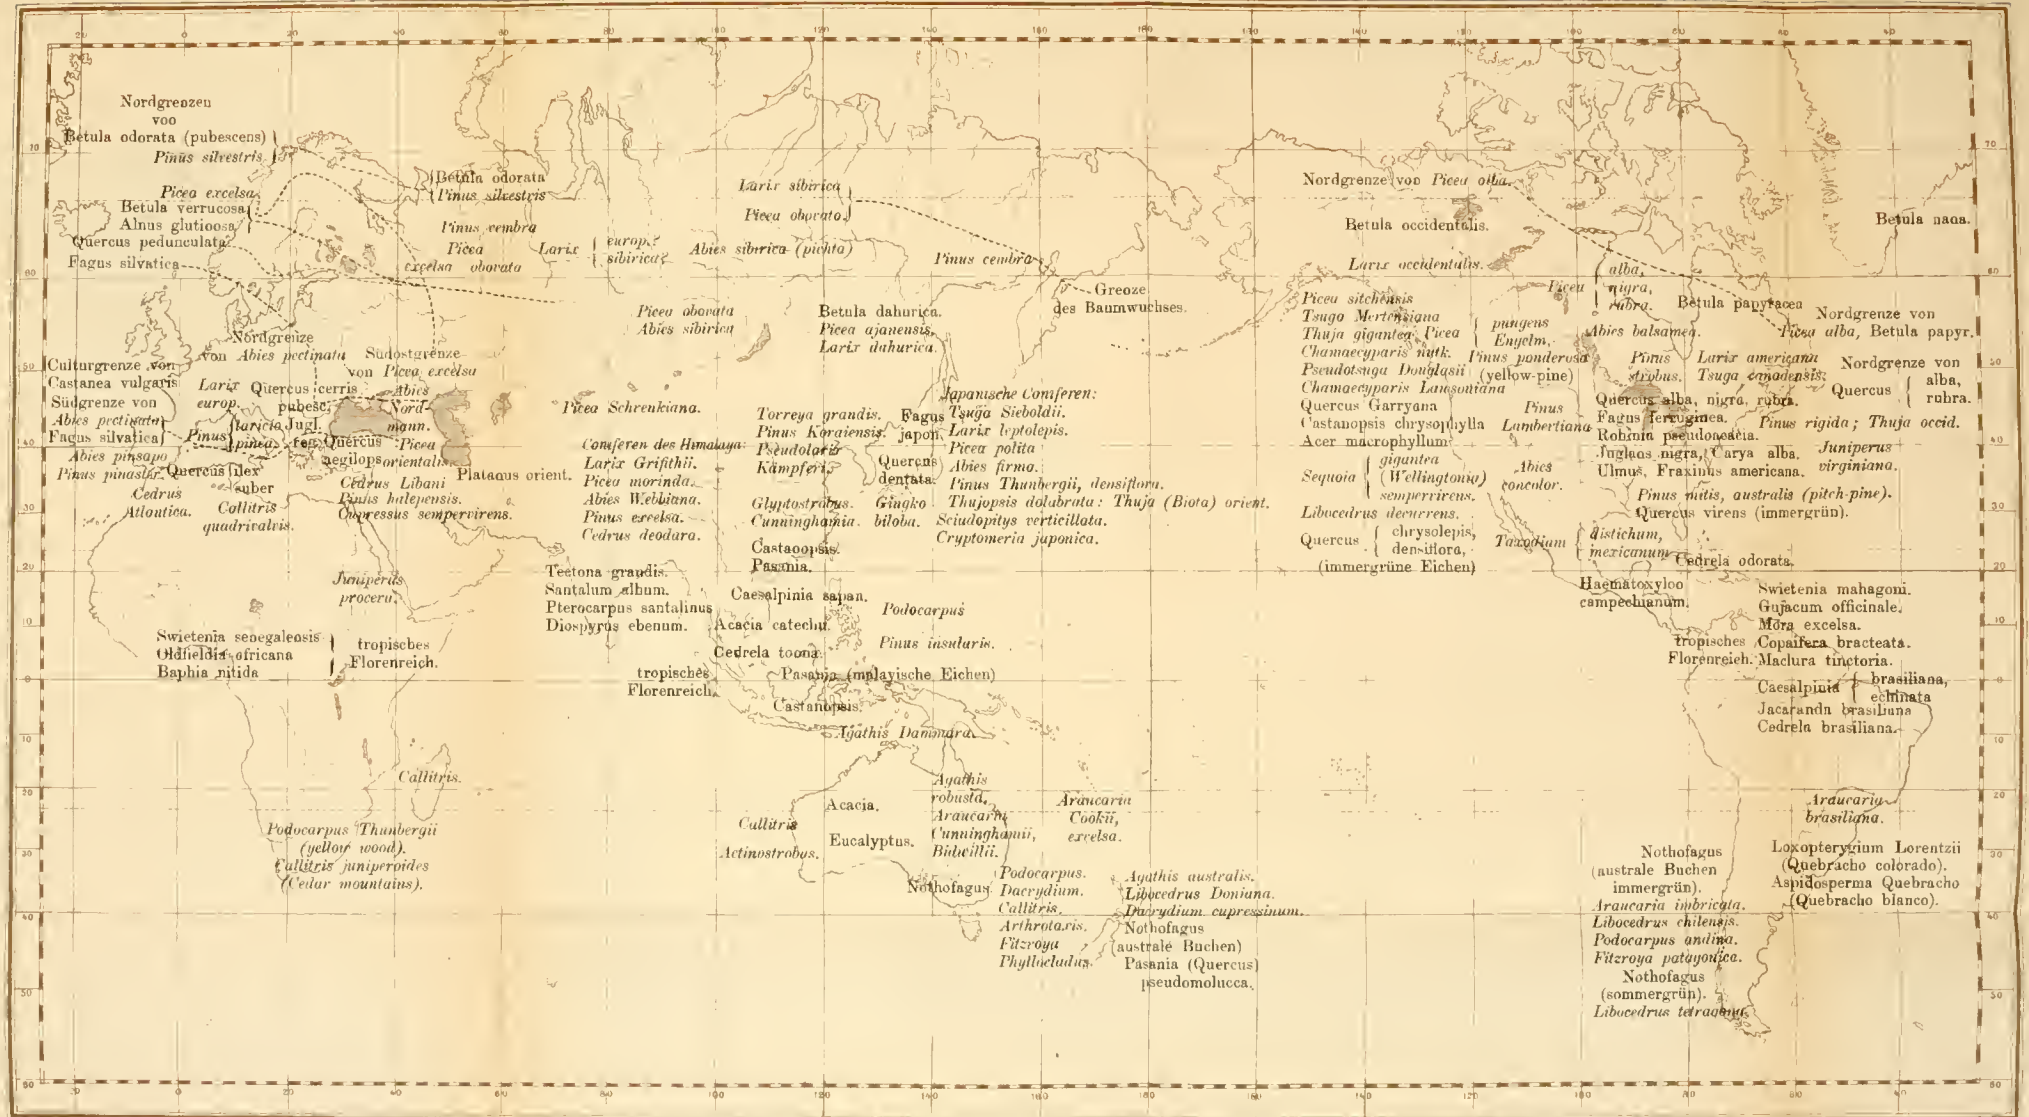 Nordgrenzen
von
Betula odorata (pubescens)
Pinus silvestris
Picea excelsa
Betula verrucosa
Alnus glutinosa
Quercus pedunculata
Fagus silvatica
Betula odorata
Pinus silvestris
Pinus cembra
Picea
excelsa obovata
Larix { europ.?
sibirica?
Larix sibirica
Picea obovato.
Abies sibirica (pichta)
Pinus cembra
Grenze
des Baumwuchses.
Picea obovata
Abies sibirica
Betula dahurica.
Picea ajanensis.
Larix dahurica.
Nordgrenze
von Abies pectinata
Südostgrenze
von Picea excelsa
Culturgrenze von
Castanea vulgaris
Südgrenze von
Abies pectinata
Fagus silvatica
Abies pinsapo
Pinus pinaster
Cedrus
Atlantica.
Larix
europ.
Quercus cerris
pubesc.
Pinus { laricio
pinea
Jugl.
reg.
Quercus
aegilops
Abies
Nord-
mann.
Picea
orientalis
Quercus { ilex
suber
Callitris
quadrivalvis.
Cedrus Libani
Pinus halepensis.
Cupressus sempervirens.
Platanus orient.
Picea Schrenkiana.
Coniferen des Himalaya:
Larix Griffithii.
Picea morinda.
Abies Webbiana.
Pinus excelsa.
Cedrus deodara.
Torreya grandis.
Pinus Koraiensis.
Pseudolarix
Kämpferi.
Glyptostrobus.
Cunninghamia.
Fagus
japon.
Quercus
dentata.
Gingko
biloba.
Japanische Coniferen:
Tsuga Sieboldii.
Larix leptolepis.
Picea polita
Abies firma.
Pinus Thunbergii, densiflora.
Thujopsis dolabrata: Thuja (Biota) orient.
Sciadopitys verticillata.
Cryptomeria japonica.
Castanopsis.
Pasania.
Juniperus
procera.
Tectona grandis.
Santalum album.
Pterocarpus santalinus
Diospyrus ebenum.
Caesalpinia sapan.
Acacia catechu.
Cedrela toona.
Podocarpus
Pinus insularis.
Swietenia senegalensis
Oldfieldia africana
Baphia nitida
tropisches
Florenreich.
tropisches
Florenreich.
Pasania (malayische Eichen)
Castanopsis.
Agathis Dammara.
Callitris.
Podocarpus Thunbergii
(yellow wood).
Callitris juniperoides
(Cedar mountains).
Callitris
Actinostrobus.
Acacia.
Eucalyptus.
Agathis
robusta.
Araucaria
Cunninghamii,
Bidwillii.
Nothofagus
Araucaria
Cookii,
excelsa.
Podocarpus.
Dacrydium.
Callitris.
Arthrotaxis.
Fitzroya
Phyllocladus.
Agathis australis.
Libocedrus Doniana.
Dacrydium cupressinum.
Nothofagus
(australe Buchen)
Pasania (Quercus)
pseudomolucca.
Nordgrenze von Picea alba.
Betula occidentalis.
Larix occidentalis.
Picea { alba,
nigra,
rubra.
Betula nana.
Betula papyracea
Nordgrenze von
Picea alba, Betula papyr.
Picea sitchensis
Tsuga Mertensiana
Thuja gigantea.
Chamaecyparis nutk.
Pseudotsuga Douglasii
Chamaecyparis Lawsoniana
Quercus Garryana
Castanopsis chrysophylla
Acer macrophyllum
Picea { pungens
Engelm.
Pinus ponderosa
(yellow-pine)
Pinus
Lambertiana
Sequoia { gigantea
(Wellingtonia)
sempervirens.
Abies
concolor.
Libocedrus decurrens.
Quercus { chrysolepis,
densiflora,
(immergrüne Eichen)
Taxodium { distichum,
mexicanum
Abies balsamea.
Pinus
strobus.
Larix americana
Tsuga canadensis.
Nordgrenze von
Quercus { alba,
rubra.
Quercus alba, nigra, rubra.
Fagus ferruginea.
Robinia pseudoacacia.
Juglans nigra, Carya alba.
Ulmus, Fraxinus americana.
Pinus rigida; Thuja occid.
Juniperus
virginiana.
Pinus mitis, australis (pitch-pine).
Quercus virens (immergrün).
Cedrela odorata.
Haematoxylon
campechianum.
Swietenia mahagoni.
Gujacum officinale.
Mora excelsa.
Copaifera bracteata.
Maclura tinctoria.
tropisches
Florenreich.
Caesalpinia { brasiliana,
echinata
Jacaranda brasiliana
Cedrela brasiliana.
Araucaria
brasiliana.
Loxopterygium Lorentzii
(Quebracho colorado).
Aspidosperma Quebracho
(Quebracho blanco).
Nothofagus
(australe Buchen
immergrün).
Araucaria imbricata.
Libocedrus chilensis.
Podocarpus andina.
Fitzroya patagonica.
Nothofagus
(sommergrün).
Libocedrus tetragona.